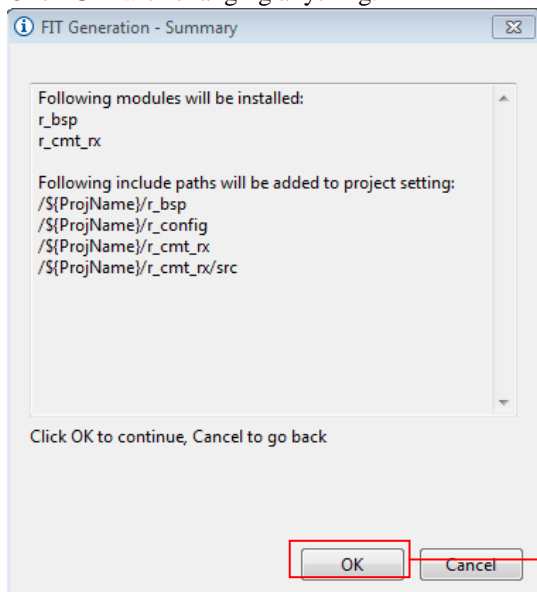 FIT Generation - Summary
Following modules will be installed:
r_bsp
r_cmt_rx
Following include paths will be added to project setting:
/${ProjName}/r_bsp
/${ProjName}/r_config
/${ProjName}/r_cmt_rx
/${ProjName}/r_cmt_rx/src
Click OK to continue, Cancel to go back
OK
Cancel